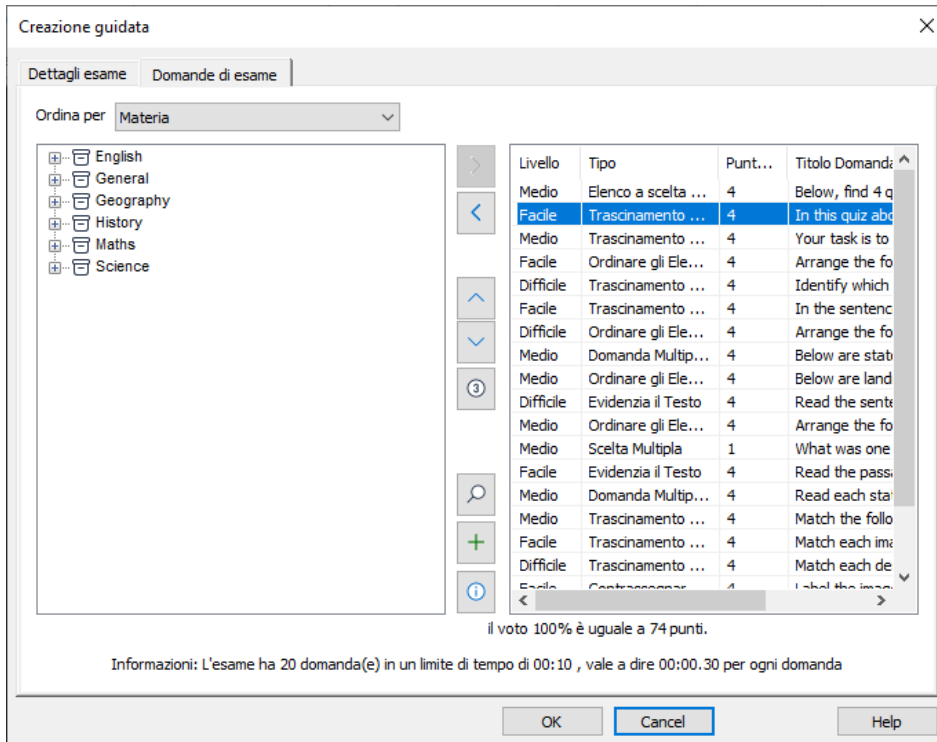 Creazione guidata
Dettagli esame Domande di esame
Ordina per Materia
English
General
Geography
History
Maths
Science
Livello Tipo Punt... Titolo Domanda
Medio Elenco a scelta ... 4 Below, find 4 q
Facile Trascinamento ... 4 In this quiz abo
Medio Trascinamento ... 4 Your task is to
Facile Ordinare gli Ele... 4 Arrange the fo
Difficile Trascinamento ... 4 Identify which
Facile Trascinamento ... 4 In the sentenc
Difficile Ordinare gli Ele... 4 Arrange the fo
Medio Domanda Multip... 4 Below are stat
Medio Ordinare gli Ele... 4 Below are land
Difficile Evidenzia il Testo 4 Read the sente
Medio Ordinare gli Ele... 4 Arrange the fo
Medio Scelta Multipla 1 What was one
Facile Evidenzia il Testo 4 Read the passa
Medio Domanda Multip... 4 Read each stat
Medio Trascinamento ... 4 Match the follo
Facile Trascinamento ... 4 Match each ima
Difficile Trascinamento ... 4 Match each de
Facile Contrassegnar... 4 Label the imag
il voto 100% è uguale a 74 punti.
Informazioni: L'esame ha 20 domanda(e) in un limite di tempo di 00:10 , vale a dire 00:00.30 per ogni domanda
OK Cancel Help